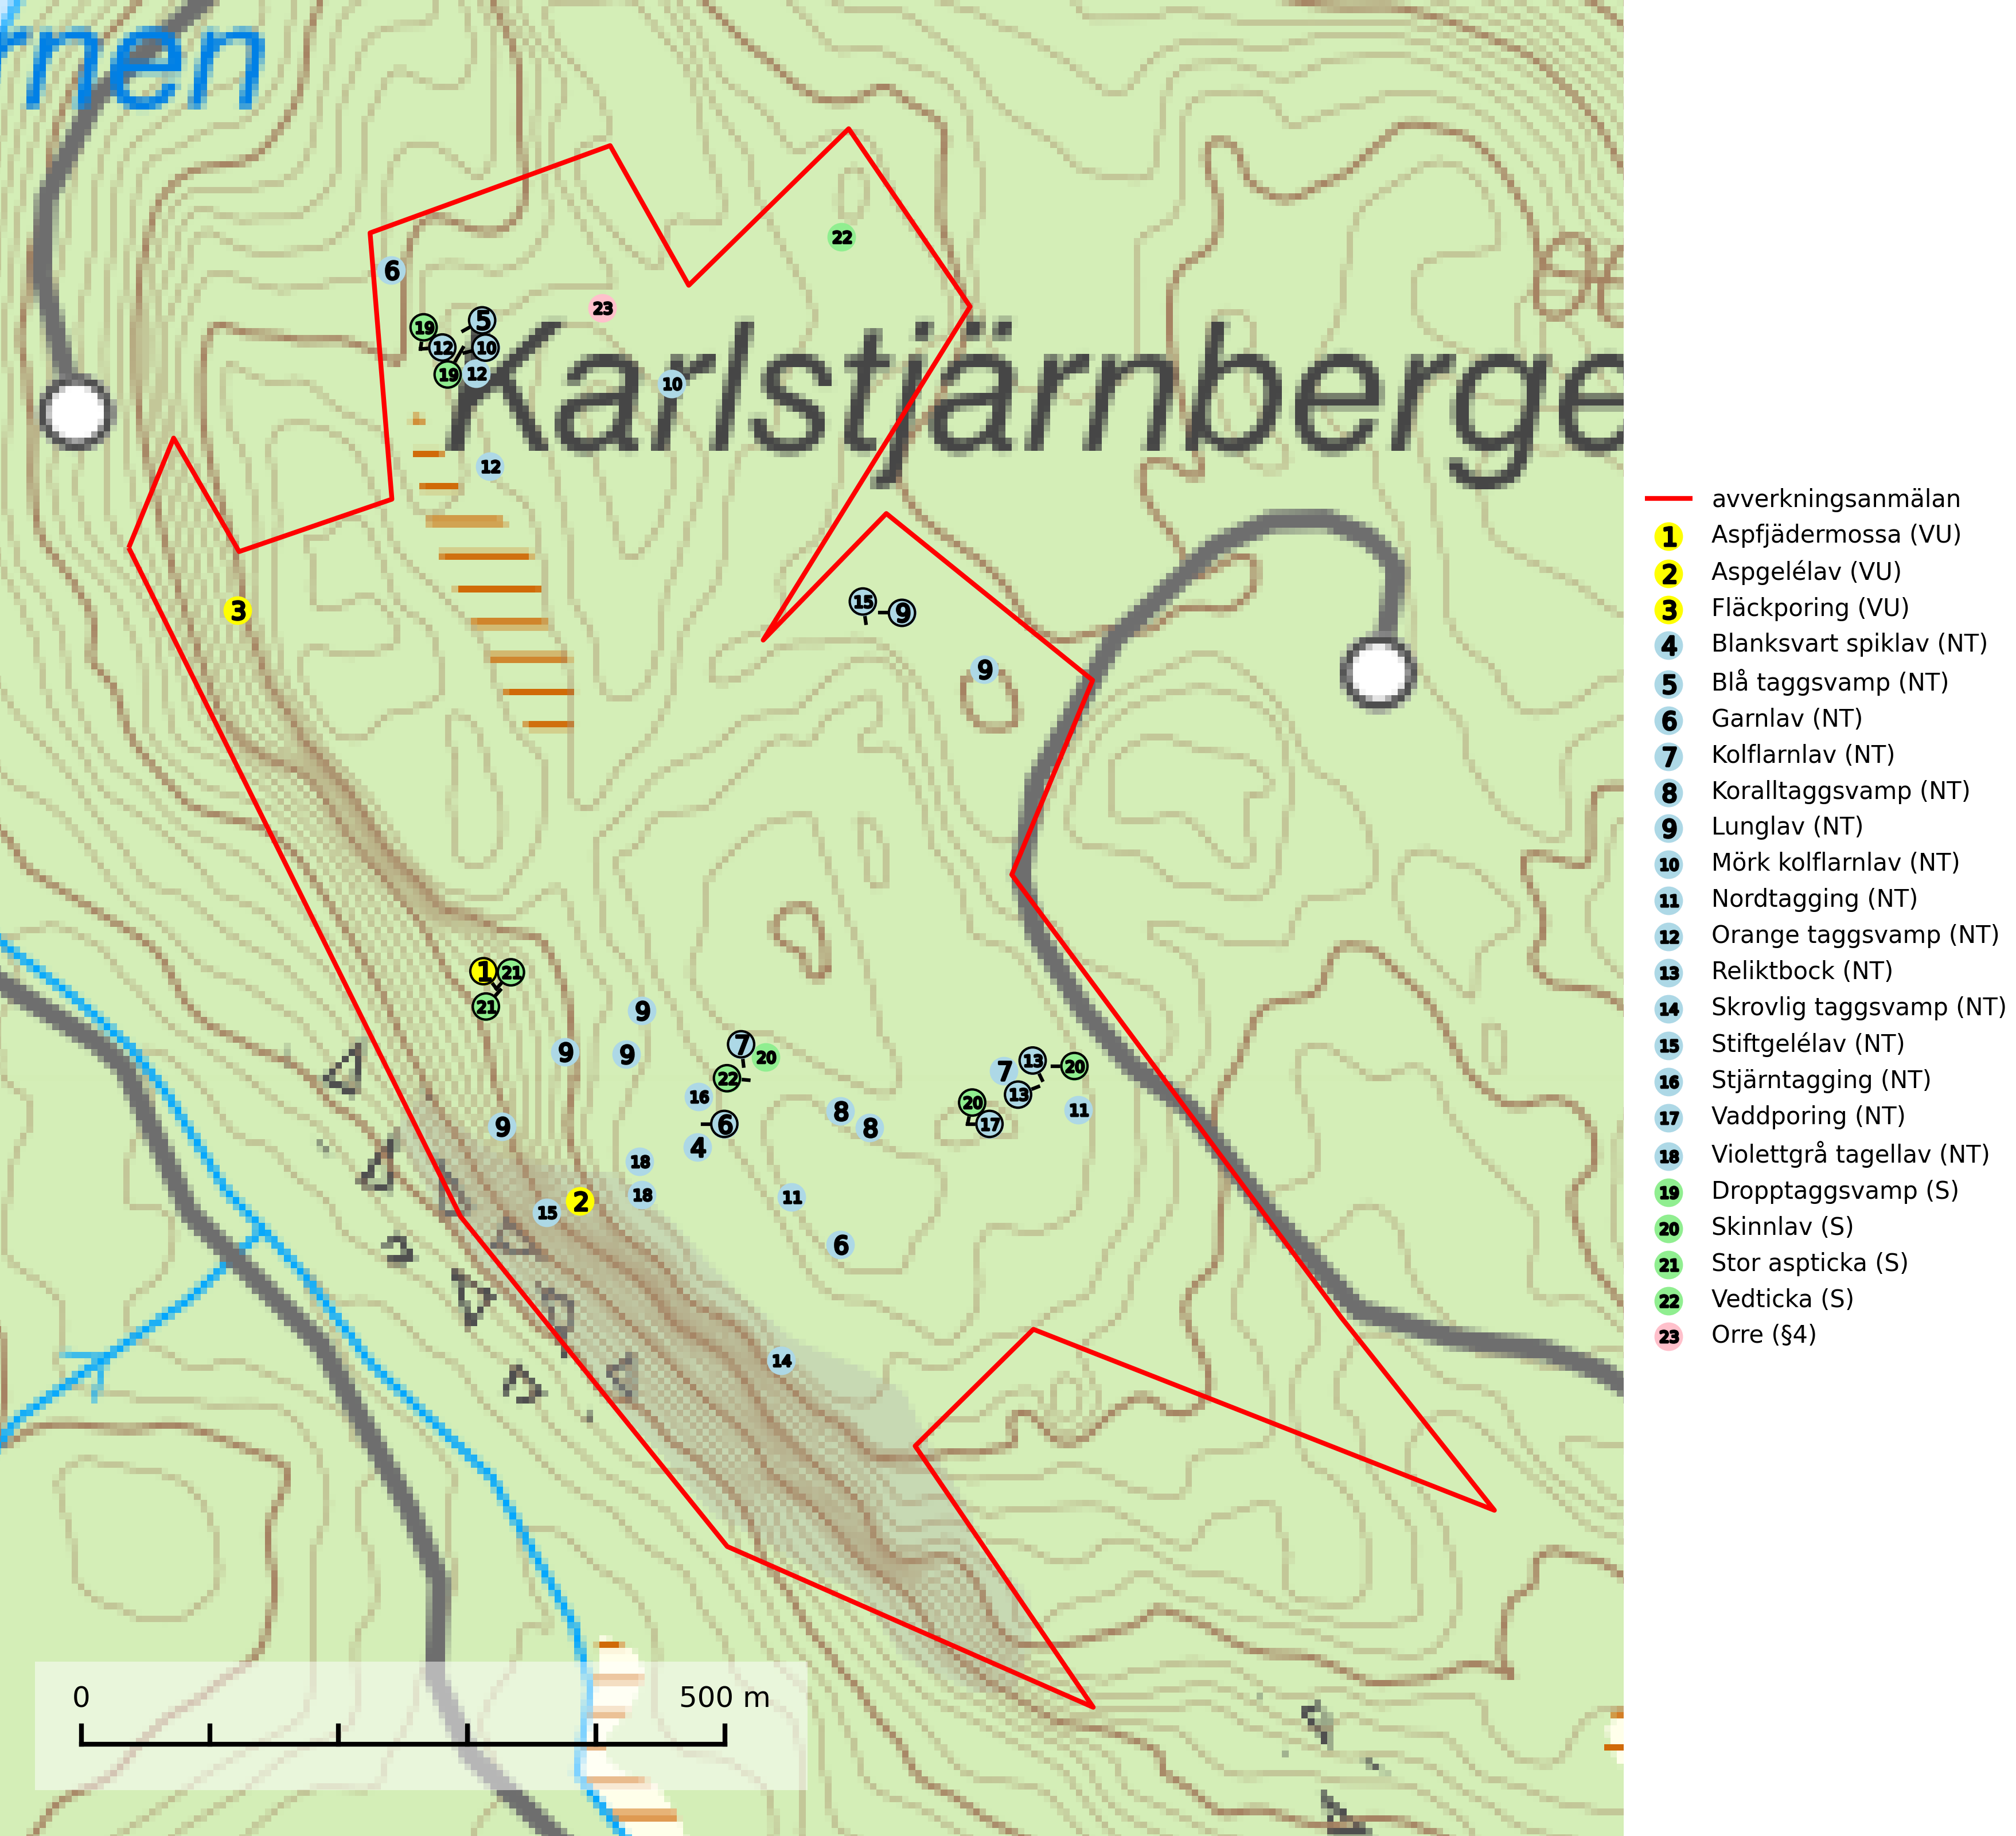 rnen
22
6
23
19
5
12
10
19
12
10
Karlstjärnberge
12
15
9
3
9
1
21
21
9
9
9
7
20
22
7
13
20
16
13
20
8
11
9
6
8
17
4
18
18
11
2
15
6
14
0
500 m
avverkningsanmälan
1 Aspfjädermossa (VU)
2 Aspgelélav (VU)
3 Fläckporing (VU)
4 Blanksvart spiklav (NT)
5 Blå taggsvamp (NT)
6 Garnlav (NT)
7 Kolflarnlav (NT)
8 Koralltaggsvamp (NT)
9 Lunglav (NT)
10 Mörk kolflarnlav (NT)
11 Nordtagging (NT)
12 Orange taggsvamp (NT)
13 Reliktbock (NT)
14 Skrovlig taggsvamp (NT)
15 Stiftgelélav (NT)
16 Stjärntagging (NT)
17 Vaddporing (NT)
18 Violettgrå tagellav (NT)
19 Dropptaggsvamp (S)
20 Skinnlav (S)
21 Stor aspticka (S)
22 Vedticka (S)
23 Orre (§4)